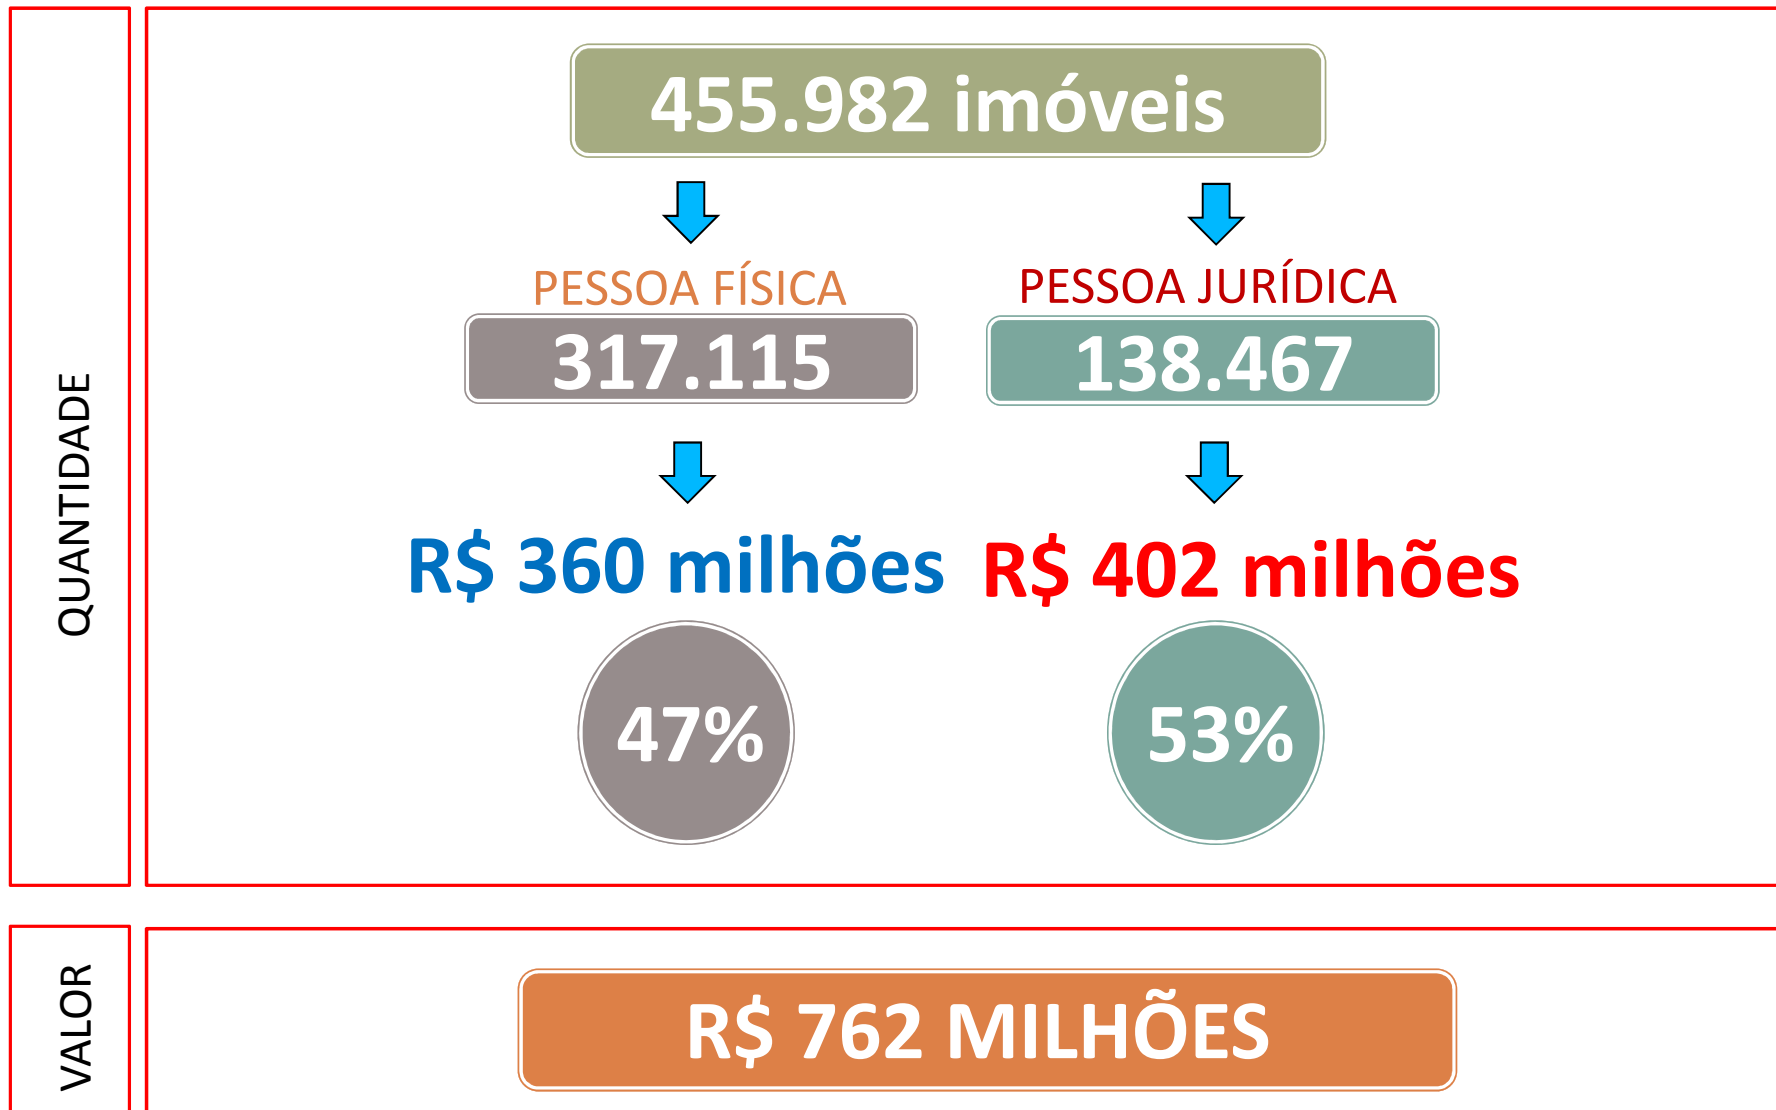 QUANTIDADE
455.982 imóveis
PESSOA FÍSICA
PESSOA JURÍDICA
317.115
138.467
R$ 360 milhões
R$ 402 milhões
47%
53%
VALOR
R$ 762 MILHÕES